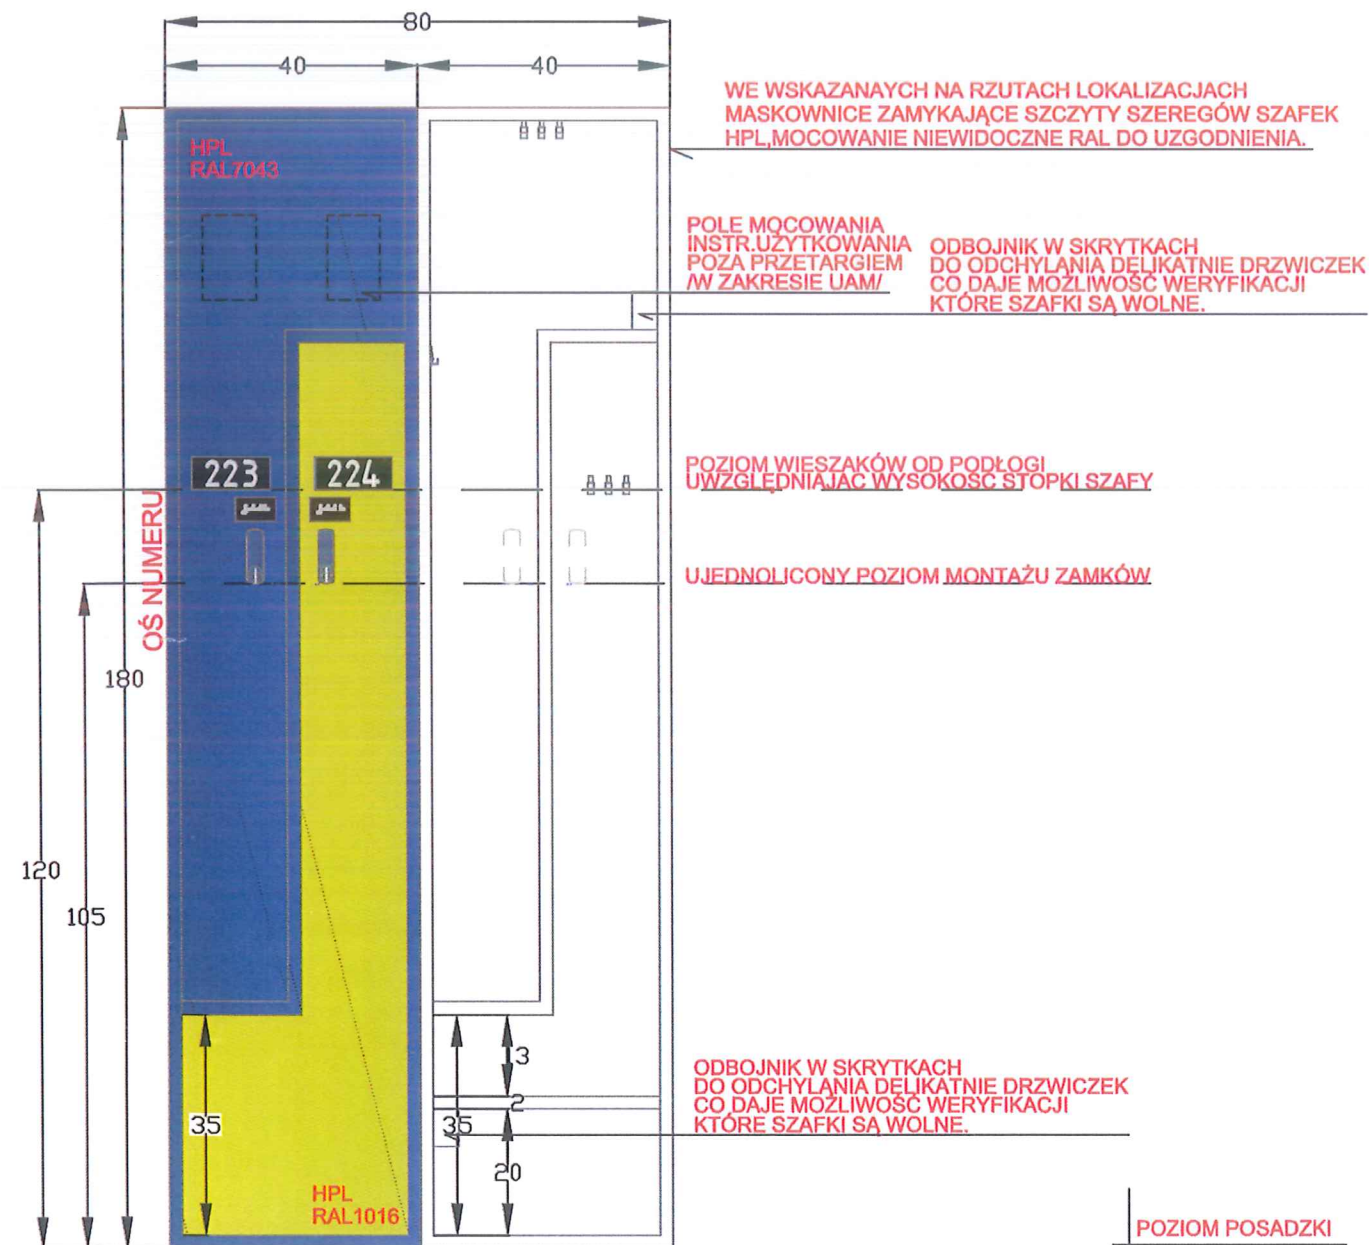 80
40
40
WE WSKAZANAYCH NA RZUTACH LOKALIZACJACH
MASKOWNICE ZAMYKAJĄCE SZCZYTY SZEREGÓW SZAFEK
HPL,MOCOWANIE NIEWIDOCZNE RAL DO UZGODNIENIA.
HPL
RAL7043
POLE MOCOWANIA
INSTR.UŻYTKOWANIA
POZA PRZETARGIEM
/W ZAKRESIE UAM/
ODBOJNIK W SKRYTKACH
DO ODCHYLANIA DELIKATNIE DRZWICZEK
CO DAJE MOŻLIWOŚĆ WERYFIKACJI
KTÓRE SZAFKI SĄ WOLNE.
223
224
POZIOM WIESZAKÓW OD PODŁOGI
UWZGLĘDNIAJĄC WYSOKOŚĆ STOPKI SZAFY
OŚ NUMERU
UJEDNOLICONY POZIOM MONTAŻU ZAMKÓW
180
120
105
13
2
35
35
20
ODBOJNIK W SKRYTKACH
DO ODCHYLANIA DELIKATNIE DRZWICZEK
CO DAJE MOŻLIWOŚĆ WERYFIKACJI
KTÓRE SZAFKI SĄ WOLNE.
HPL
RAL1016
POZIOM POSADZKI